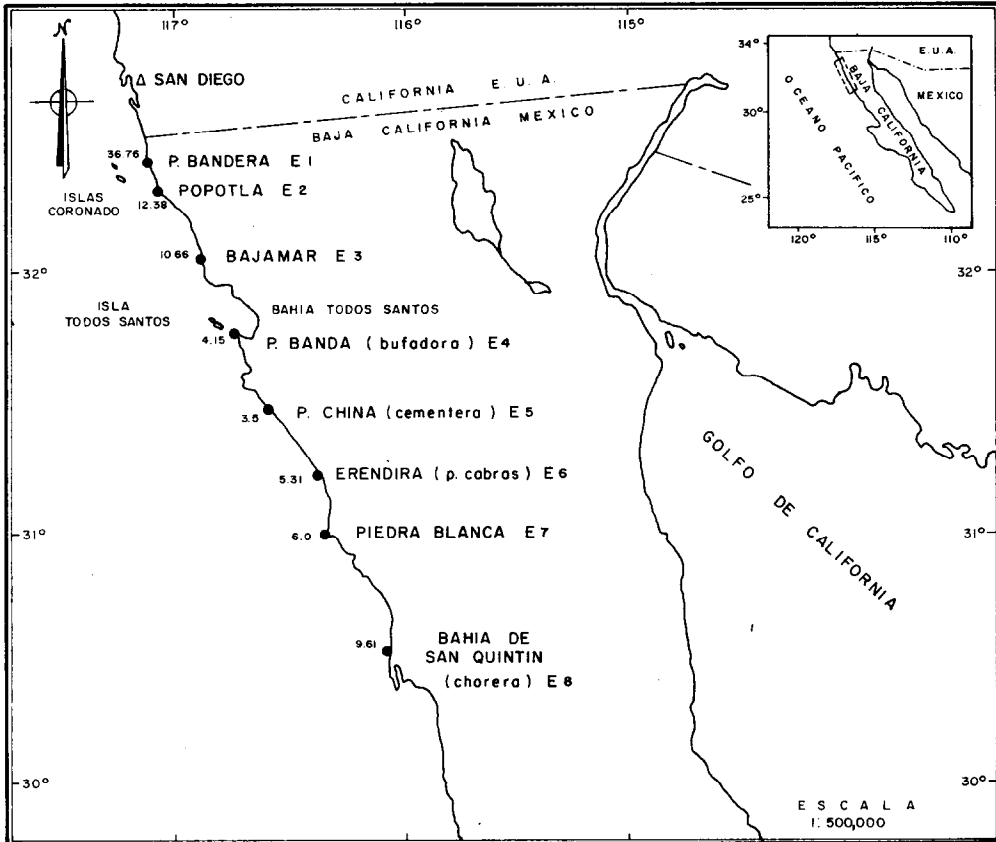 117°
116°
115°
N
Δ SAN DIEGO
CALIFORNIA E. U. A.
BAJA CALIFORNIA MEXICO
36.76
P. BANDERA E 1
POPOTLA E 2
12.38
ISLAS
CORONADO
10.66
BAJAMAR E 3
32°
32°
ISLA
TODOS SANTOS
BAHIA TODOS SANTOS
4.15
P. BANDA (bufadora) E4
3.5
P. CHINA (cementera) E 5
5.31
ERENDIRA (p. cabras) E 6
6.0
PIEDRA BLANCA E 7
31°
31°
9.61
BAHIA DE
SAN QUINTIN
(chorera) E 8
GOLFO DE CALIFORNIA
30°
30°
ESCALA
1: 500,000
34°
30°
25°
120°
115°
110°
E. U. A.
MEXICO
BAJA CALIFORNIA
OCEANO PACIFICO